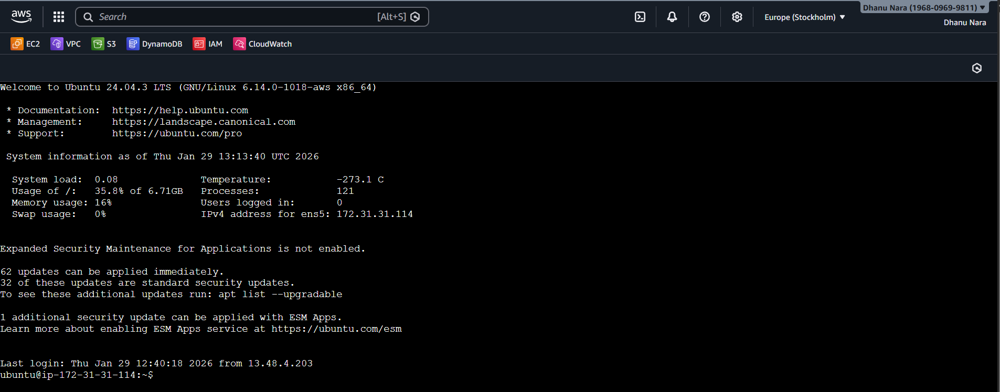 aws
Search [Alt+S]
Europe (Stockholm)
Dhanu Nara (1968-0969-9811)
Dhanu Nara
EC2 VPC S3 DynamoDB IAM CloudWatch
Welcome to Ubuntu 24.04.3 LTS (GNU/Linux 6.14.0-1018-aws x86_64)
* Documentation: https://help.ubuntu.com
* Management: https://landscape.canonical.com
* Support: https://ubuntu.com/pro
System information as of Thu Jan 29 13:13:40 UTC 2026
System load: 0.08 Temperature: -273.1 C
Usage of /: 35.8% of 6.71GB Processes: 121
Memory usage: 16% Users logged in: 0
Swap usage: 0% IPv4 address for ens5: 172.31.31.114
Expanded Security Maintenance for Applications is not enabled.
62 updates can be applied immediately.
32 of these updates are standard security updates.
To see these additional updates run: apt list --upgradable
1 additional security update can be applied with ESM Apps.
Learn more about enabling ESM Apps service at https://ubuntu.com/esm
Last login: Thu Jan 29 12:40:18 2026 from 13.48.4.203
ubuntu@ip-172-31-31-114:~$